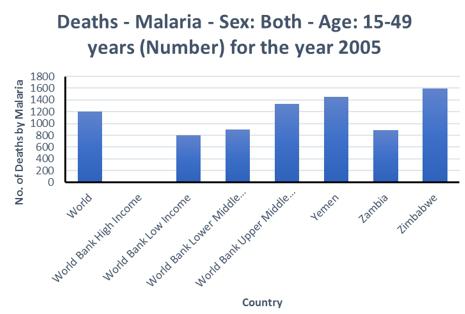 Deaths - Malaria - Sex: Both - Age: 15-49
years (Number) for the year 2005
No. of Deaths by Malaria
1800
1600
1400
1200
1000
800
600
400
200
0
World
World Bank High Income
World Bank Low Income
World Bank Lower Middle...
World Bank Upper Middle...
Yemen
Zambia
Zimbabwe
Country